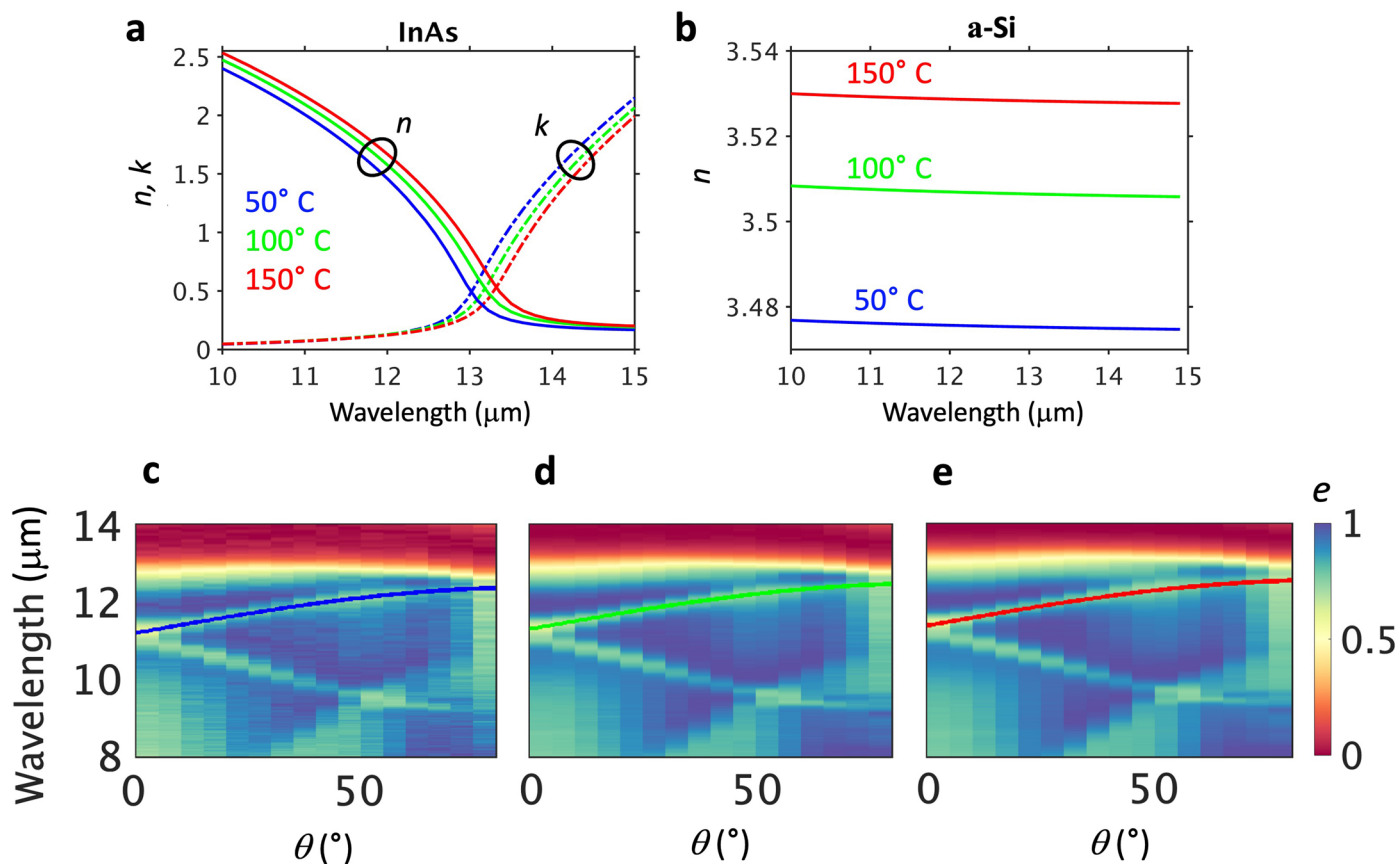 a
InAs
2.5
2
1.5
1
0.5
0
n, k
n
k
50° C
100° C
150° C
10
11
12
13
14
15
Wavelength (μm)
b
a-Si
3.54
3.52
3.5
3.48
n
150° C
100° C
50° C
10
11
12
13
14
15
Wavelength (μm)
c
d
e
14
12
10
8
Wavelength (μm)
0
50
θ (°)
0
50
θ (°)
0
50
θ (°)
e
1
0.5
0